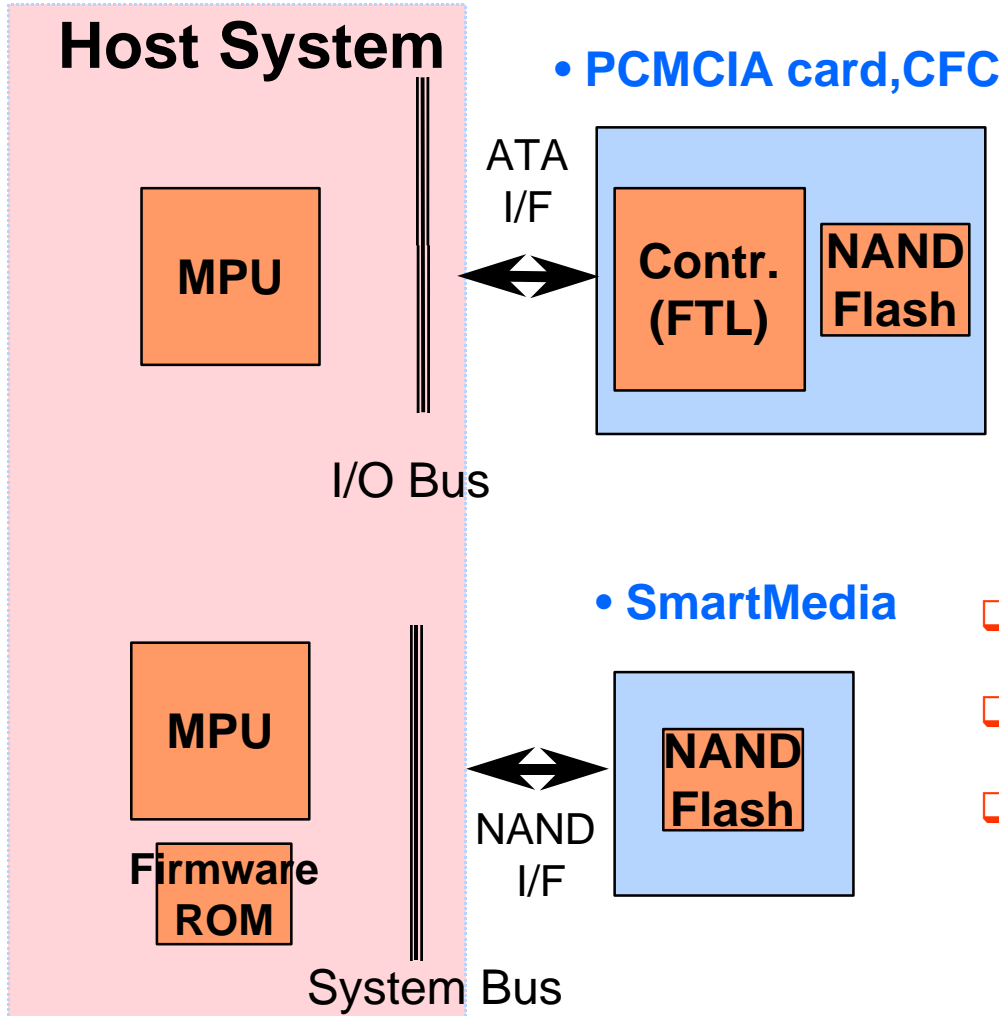 Host System
• PCMCIA card,CFC
ATA
I/F
MPU
Contr.
(FTL)
NAND
Flash
I/O Bus
• SmartMedia
MPU
NAND
Flash
NAND
I/F
Firmware
ROM
System Bus